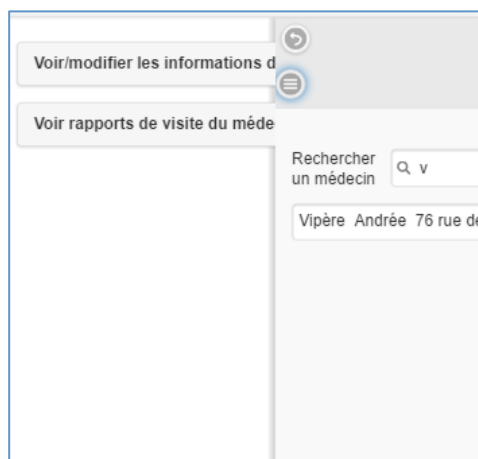 Voir/modifier les informations d
Voir rapports de visite du méde
Rechercher
un médecin
v
Vipère Andrée 76 rue de